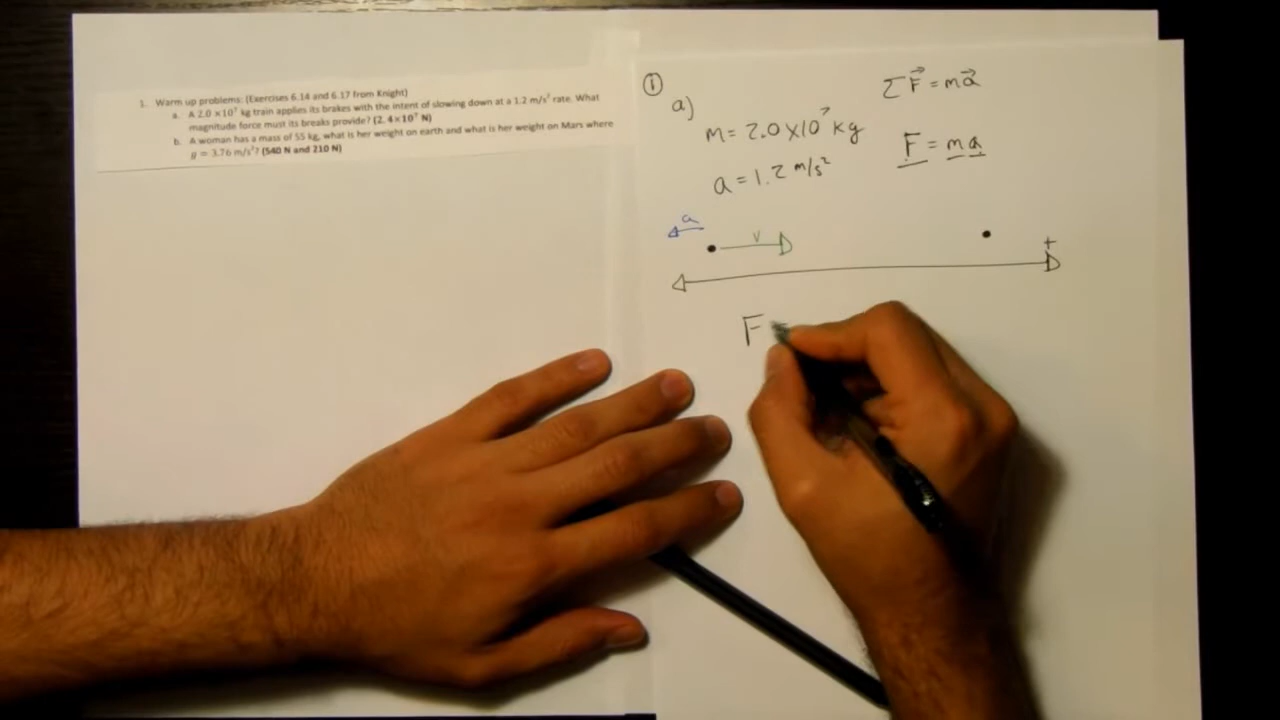 1. Warm up problems: (Exercises 6.14 and 6.17 from Knight)
a. A 2.0 ×10⁷ kg train applies its brakes with the intent of slowing down at a 1.2 m/s² rate. What
magnitude force must its breaks provide? (2.4×10⁷ N)
b. A woman has a mass of 55 kg, what is her weight on earth and what is her weight on Mars where
g = 3.76 m/s²? (540 N and 210 N)
①
a)
m = 2.0 X10⁷ kg
a = 1.2 m/s²
ΣF⃗ = ma⃗
F = ma
a
v
+
F =